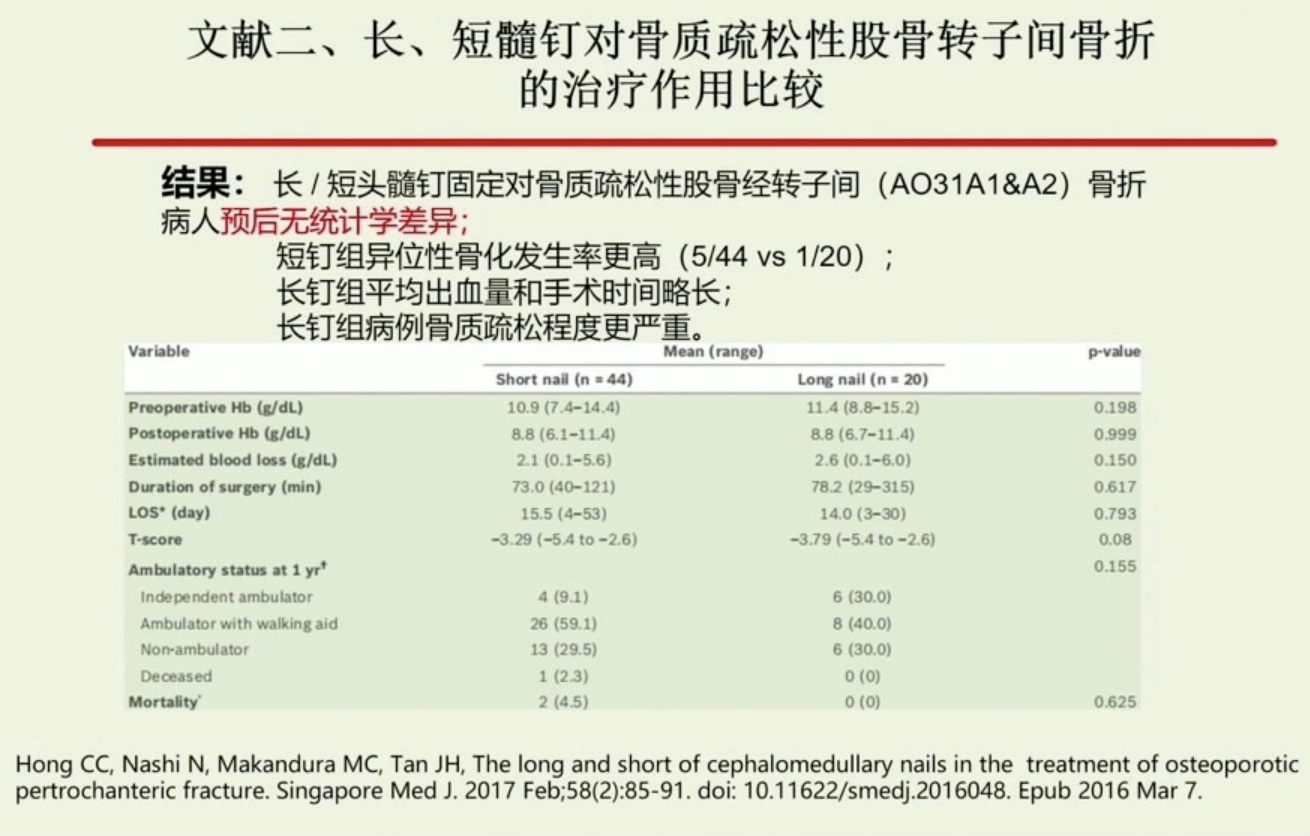 文献二、长、短髓钉对骨质疏松性股骨转子间骨折
的治疗作用比较
结果： 长 / 短头髓钉固定对骨质疏松性股骨经转子间（AO31A1&A2）骨折
病人预后无统计学差异；
短钉组异位性骨化发生率更高（5/44 vs 1/20）；
长钉组平均出血量和手术时间略长；
长钉组病例骨质疏松程度更严重。
Variable Mean (range) p-value
Short nail (n = 44) Long nail (n = 20)
Preoperative Hb (g/dL) 10.9 (7.4–14.4) 11.4 (8.8–15.2) 0.198
Postoperative Hb (g/dL) 8.8 (6.1–11.4) 8.8 (6.7–11.4) 0.999
Estimated blood loss (g/dL) 2.1 (0.1–5.6) 2.6 (0.1–6.0) 0.150
Duration of surgery (min) 73.0 (40–121) 78.2 (29–315) 0.617
LOS* (day) 15.5 (4–53) 14.0 (3–30) 0.793
T-score −3.29 (−5.4 to −2.6) −3.79 (−5.4 to −2.6) 0.08
Ambulatory status at 1 yr† 0.155
Independent ambulator 4 (9.1) 6 (30.0)
Ambulator with walking aid 26 (59.1) 8 (40.0)
Non-ambulator 13 (29.5) 6 (30.0)
Deceased 1 (2.3) 0 (0)
Mortality* 2 (4.5) 0 (0) 0.625
Hong CC, Nashi N, Makandura MC, Tan JH, The long and short of cephalomedullary nails in the treatment of osteoporotic
pertrochanteric fracture. Singapore Med J. 2017 Feb;58(2):85-91. doi: 10.11622/smedj.2016048. Epub 2016 Mar 7.